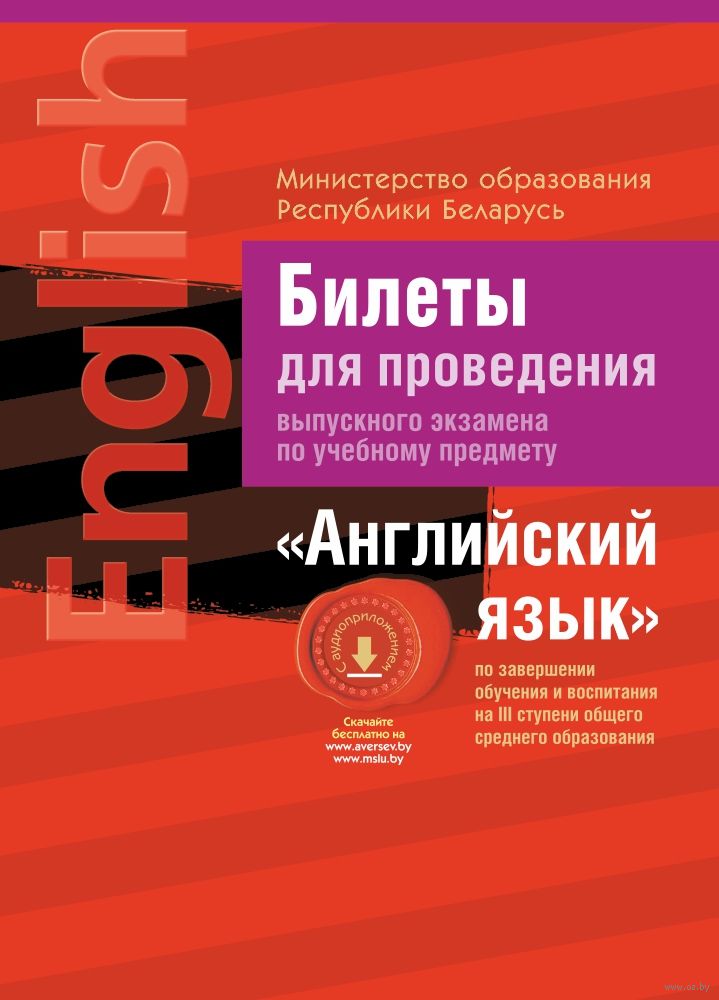 English
Министерство образования
Республики Беларусь
Билеты
для проведения
выпускного экзамена
по учебному предмету
«Английский
язык»
с аудиоприложением
Скачайте
бесплатно на
www.aversev.by
www.mslu.by
по завершении
обучения и воспитания
на III ступени общего
среднего образования
www.oz.by